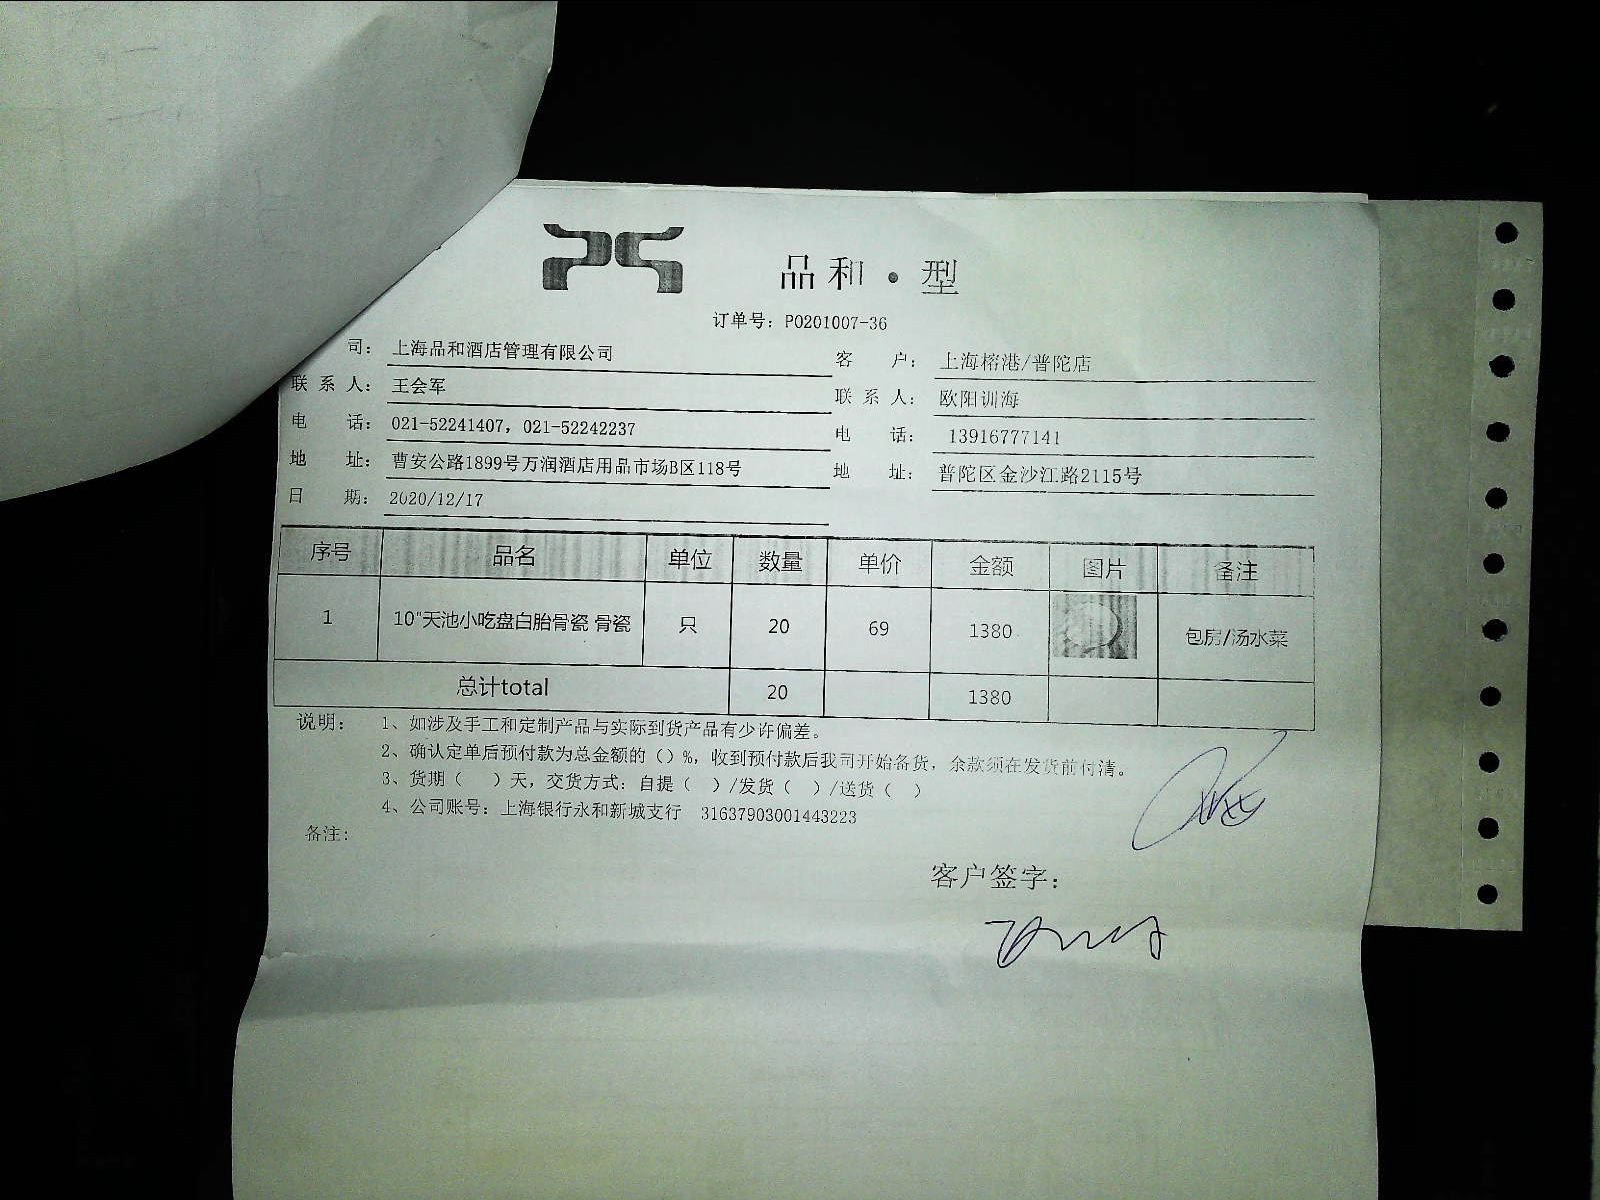 品和·型
订单号：PO201007-36
司：上海品和酒店管理有限公司
客 户：上海榕港/普陀店
联系人：王会军
联系人：欧阳训海
电 话：021-52241407，021-52242237
电 话：13916777141
地 址：曹安公路1899号万润酒店用品市场B区118号
地 址：普陀区金沙江路2115号
日 期：2020/12/17
序号 品名 单位 数量 单价 金额 图片 备注
1 10"天池小吃盘白胎骨瓷 骨瓷 只 20 69 1380 包房/汤水菜
总计total 20 1380
说明：1、如涉及手工和定制产品与实际到货产品有少许偏差。
2、确认定单后预付款为总金额的（）%，收到预付款后我司开始备货，余款须在发货前付清。
3、货期（ ）天，交货方式：自提（ ）/发货（ ）/送货（ ）
4、公司账号：上海银行永和新城支行 31637903001443223
备注：
客户签字：